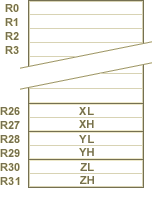 R0
R1
R2
R3
R26 XL
R27 XH
R28 YL
R29 YH
R30 ZL
R31 ZH